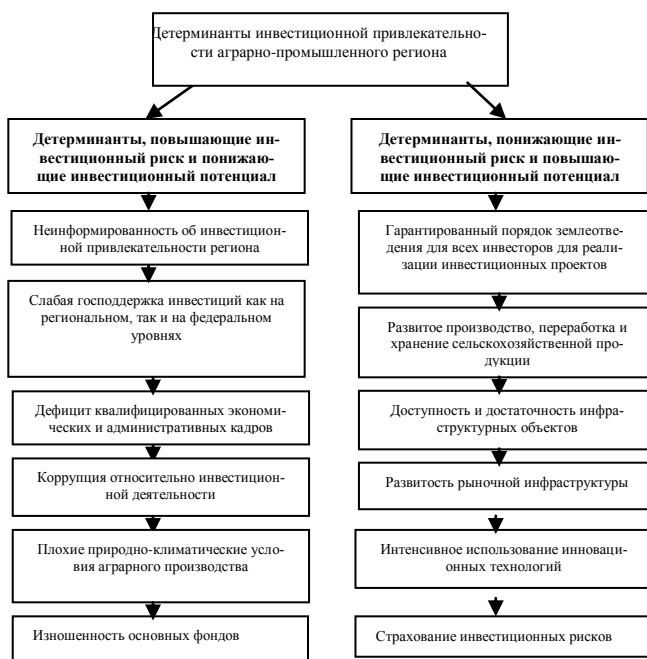 Детерминанты инвестиционной привлекательно-
сти аграрно-промышленного региона
Детерминанты, повышающие ин-
вестиционный риск и понижаю-
щие инвестиционный потенциал
Неинформированность об инвестицион-
ной привлекательности региона
Слабая господдержка инвестиций как на
региональном, так и на федеральном
уровнях
Дефицит квалифицированных экономи-
ческих и административных кадров
Коррупция относительно инвестицион-
ной деятельности
Плохие природно-климатические усло-
вия аграрного производства
Изношенность основных фондов
Детерминанты, понижающие ин-
вестиционный риск и повышаю-
щие инвестиционный потенциал
Гарантированный порядок землеотве-
дения для всех инвесторов для реали-
зации инвестиционных проектов
Развитое производство, переработка и
хранение сельскохозяйственной про-
дукции
Доступность и достаточность инфра-
структурных объектов
Развитость рыночной инфраструктуры
Интенсивное использование инноваци-
онных технологий
Страхование инвестиционных рисков